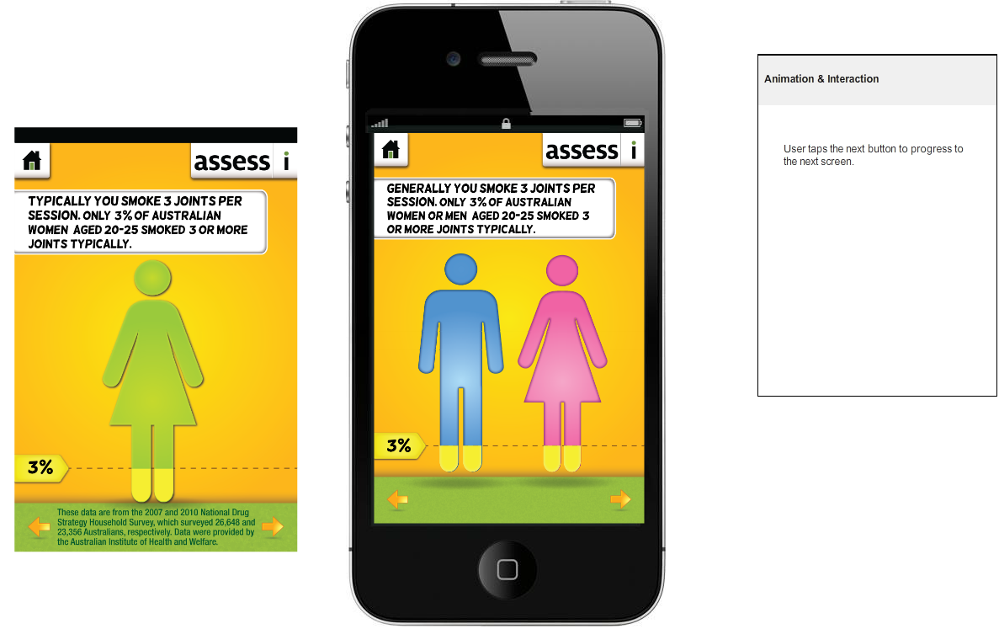 assess i
TYPICALLY YOU SMOKE 3 JOINTS PER
SESSION. ONLY 3% OF AUSTRALIAN
WOMEN AGED 20-25 SMOKED 3 OR MORE
JOINTS TYPICALLY.
3%
These data are from the 2007 and 2010 National Drug
Strategy Household Survey, which surveyed 26,648 and
23,356 Australians, respectively. Data were provided by
the Australian Institute of Health and Welfare.
assess i
GENERALLY YOU SMOKE 3 JOINTS PER
SESSION. ONLY 3% OF AUSTRALIAN
WOMEN OR MEN AGED 20-25 SMOKED 3
OR MORE JOINTS TYPICALLY.
3%
Animation & Interaction
User taps the next button to progress to
the next screen.